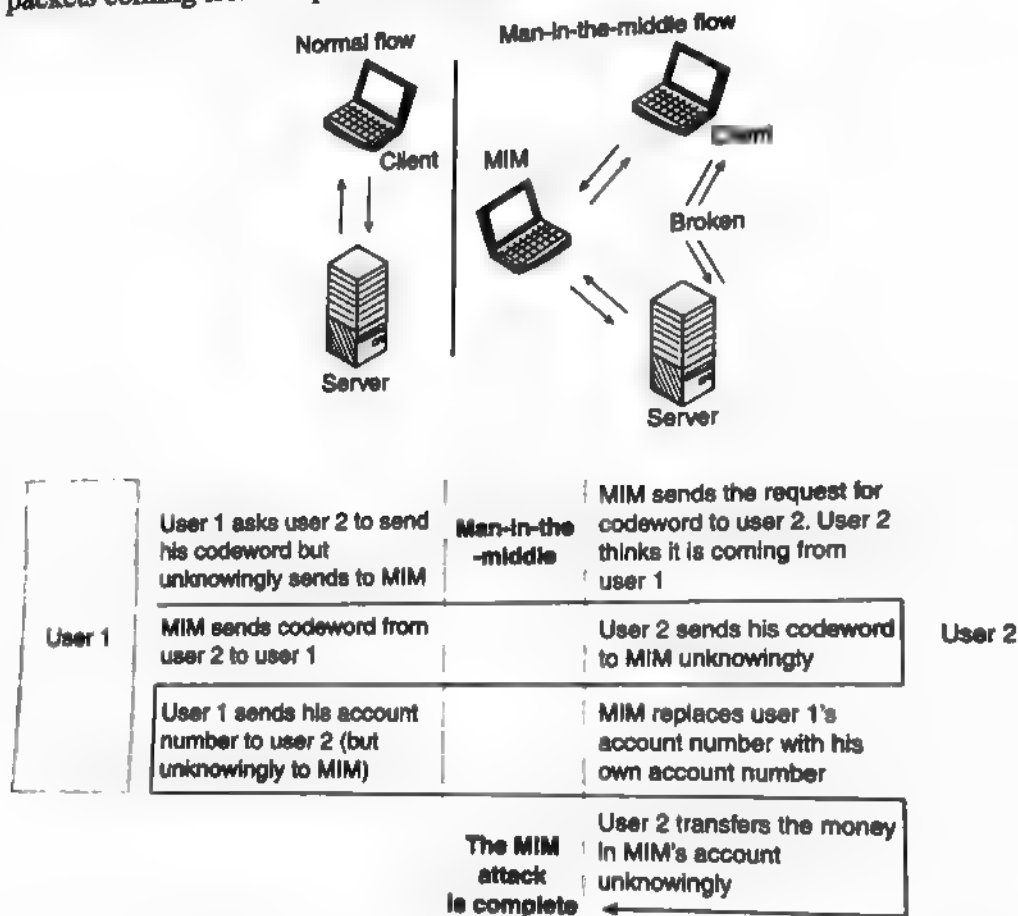 packets coming
Normal flow
Man-in-the-middle flow
Client
MIM
Client
Broken
Server
Server
User 1 asks user 2 to send
his codeword but
unknowingly sends to MIM
Man-in-the
-middle
MIM sends the request for
codeword to user 2. User 2
thinks it is coming from
user 1
User 1
MIM sends codeword from
user 2 to user 1
User 2 sends his codeword
to MIM unknowingly
User 2
User 1 sends his account
number to user 2 (but
unknowingly to MIM)
MIM replaces user 1's
account number with his
own account number
The MIM
attack
is complete
User 2 transfers the money
in MIM's account
unknowingly